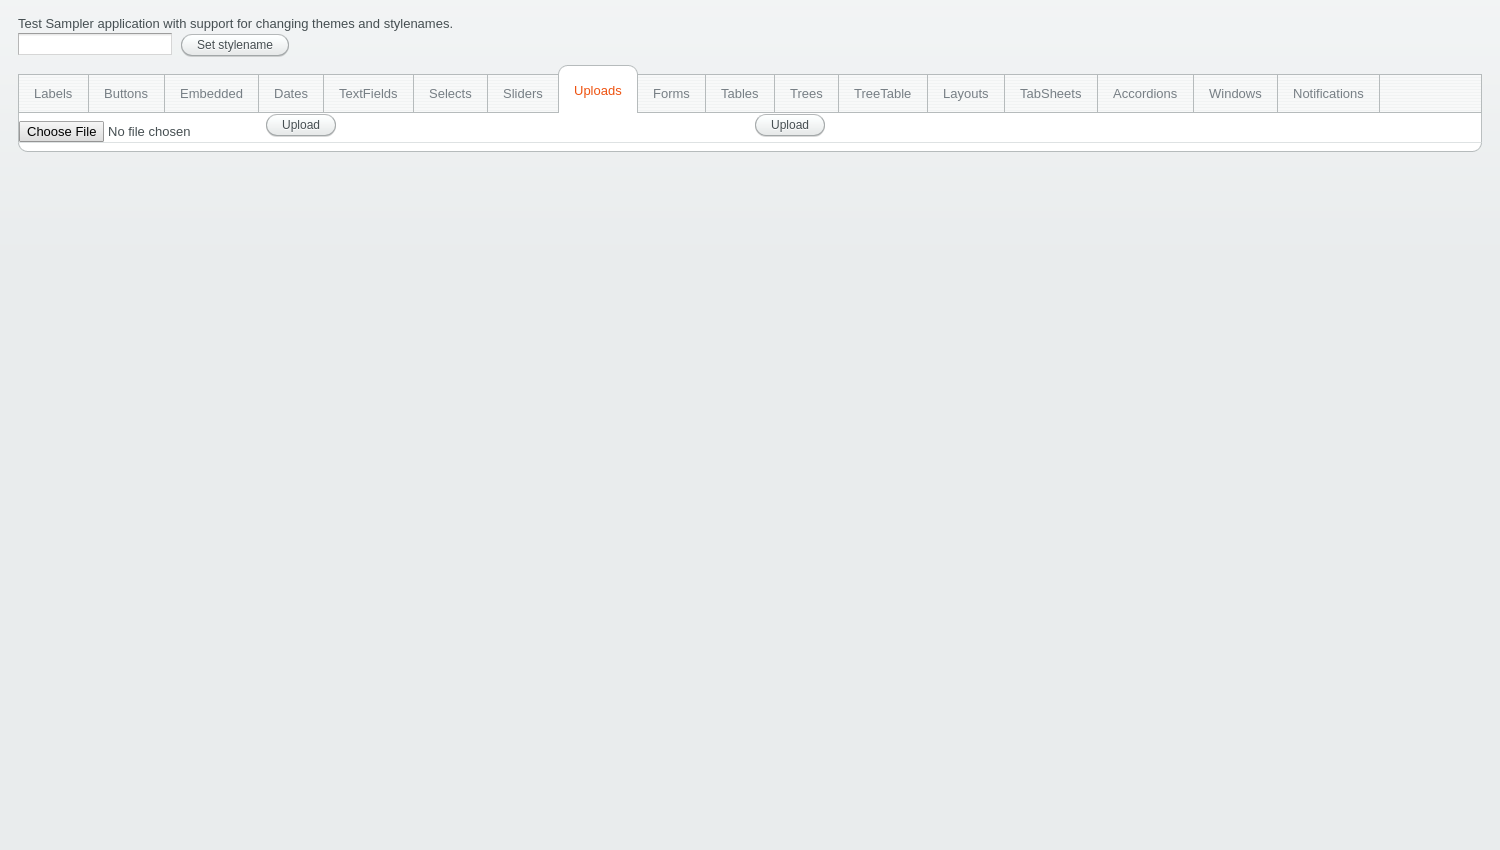 Test Sampler application with support for changing themes and stylenames.
Set stylename
Labels Buttons Embedded Dates TextFields Selects Sliders Uploads Forms Tables Trees TreeTable Layouts TabSheets Accordions Windows Notifications
Choose File No file chosen Upload Upload